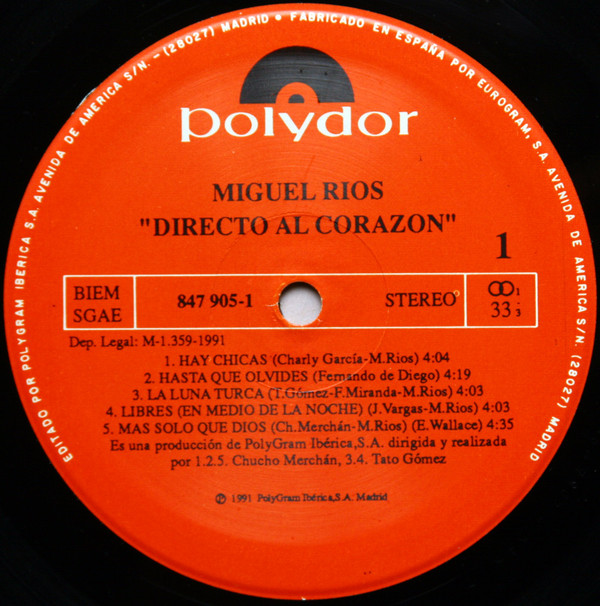 EDITADO POR POLYGRAM IBERICA S.A. AVENIDA DE AMERICA S/N. - (28027) MADRID • FABRICADO EN ESPAÑA POR EUROGRAM, S.A. AVENIDA DE AMERICA S/N. (28027) MADRID
polydor
MIGUEL RIOS
"DIRECTO AL CORAZON"
1
BIEM
SGAE
847 905-1
STEREO
33 1/3
Dep. Legal: M-1.359-1991
1. HAY CHICAS (Charly García-M.Rios) 4:04
2. HASTA QUE OLVIDES (Fernando de Diego) 4:19
3. LA LUNA TURCA (T.Gómez-F.Miranda-M.Rios) 4:03
4. LIBRES (EN MEDIO DE LA NOCHE) (J.Vargas-M.Rios) 4:03
5. MAS SOLO QUE DIOS (Ch.Merchán-M.Rios) (E.Wallace) 4:35
Es una producción de PolyGram Ibérica,S.A. dirigida y realizada
por 1.2.5. Chucho Merchán, 3.4. Tato Gómez
℗ 1991 PolyGram Ibérica,S.A. Madrid